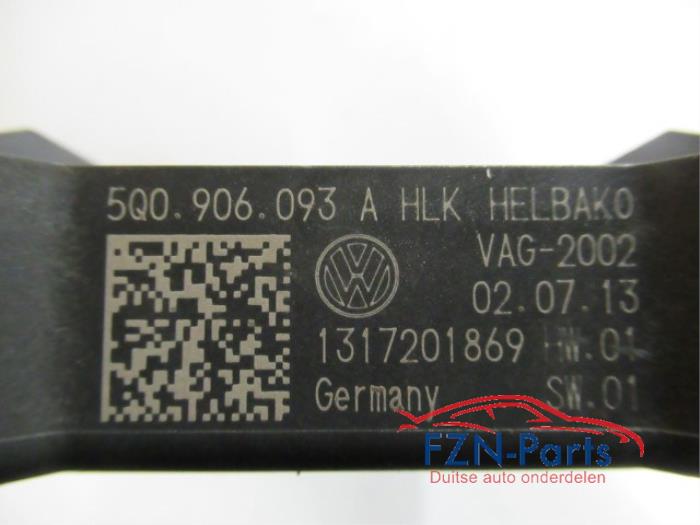 5Q0.906.093 A HLK HELBAKO
VAG-2002
02.07.13
1317201869 HW.01
Germany SW.01
FZN-Parts
Duitse auto onderdelen